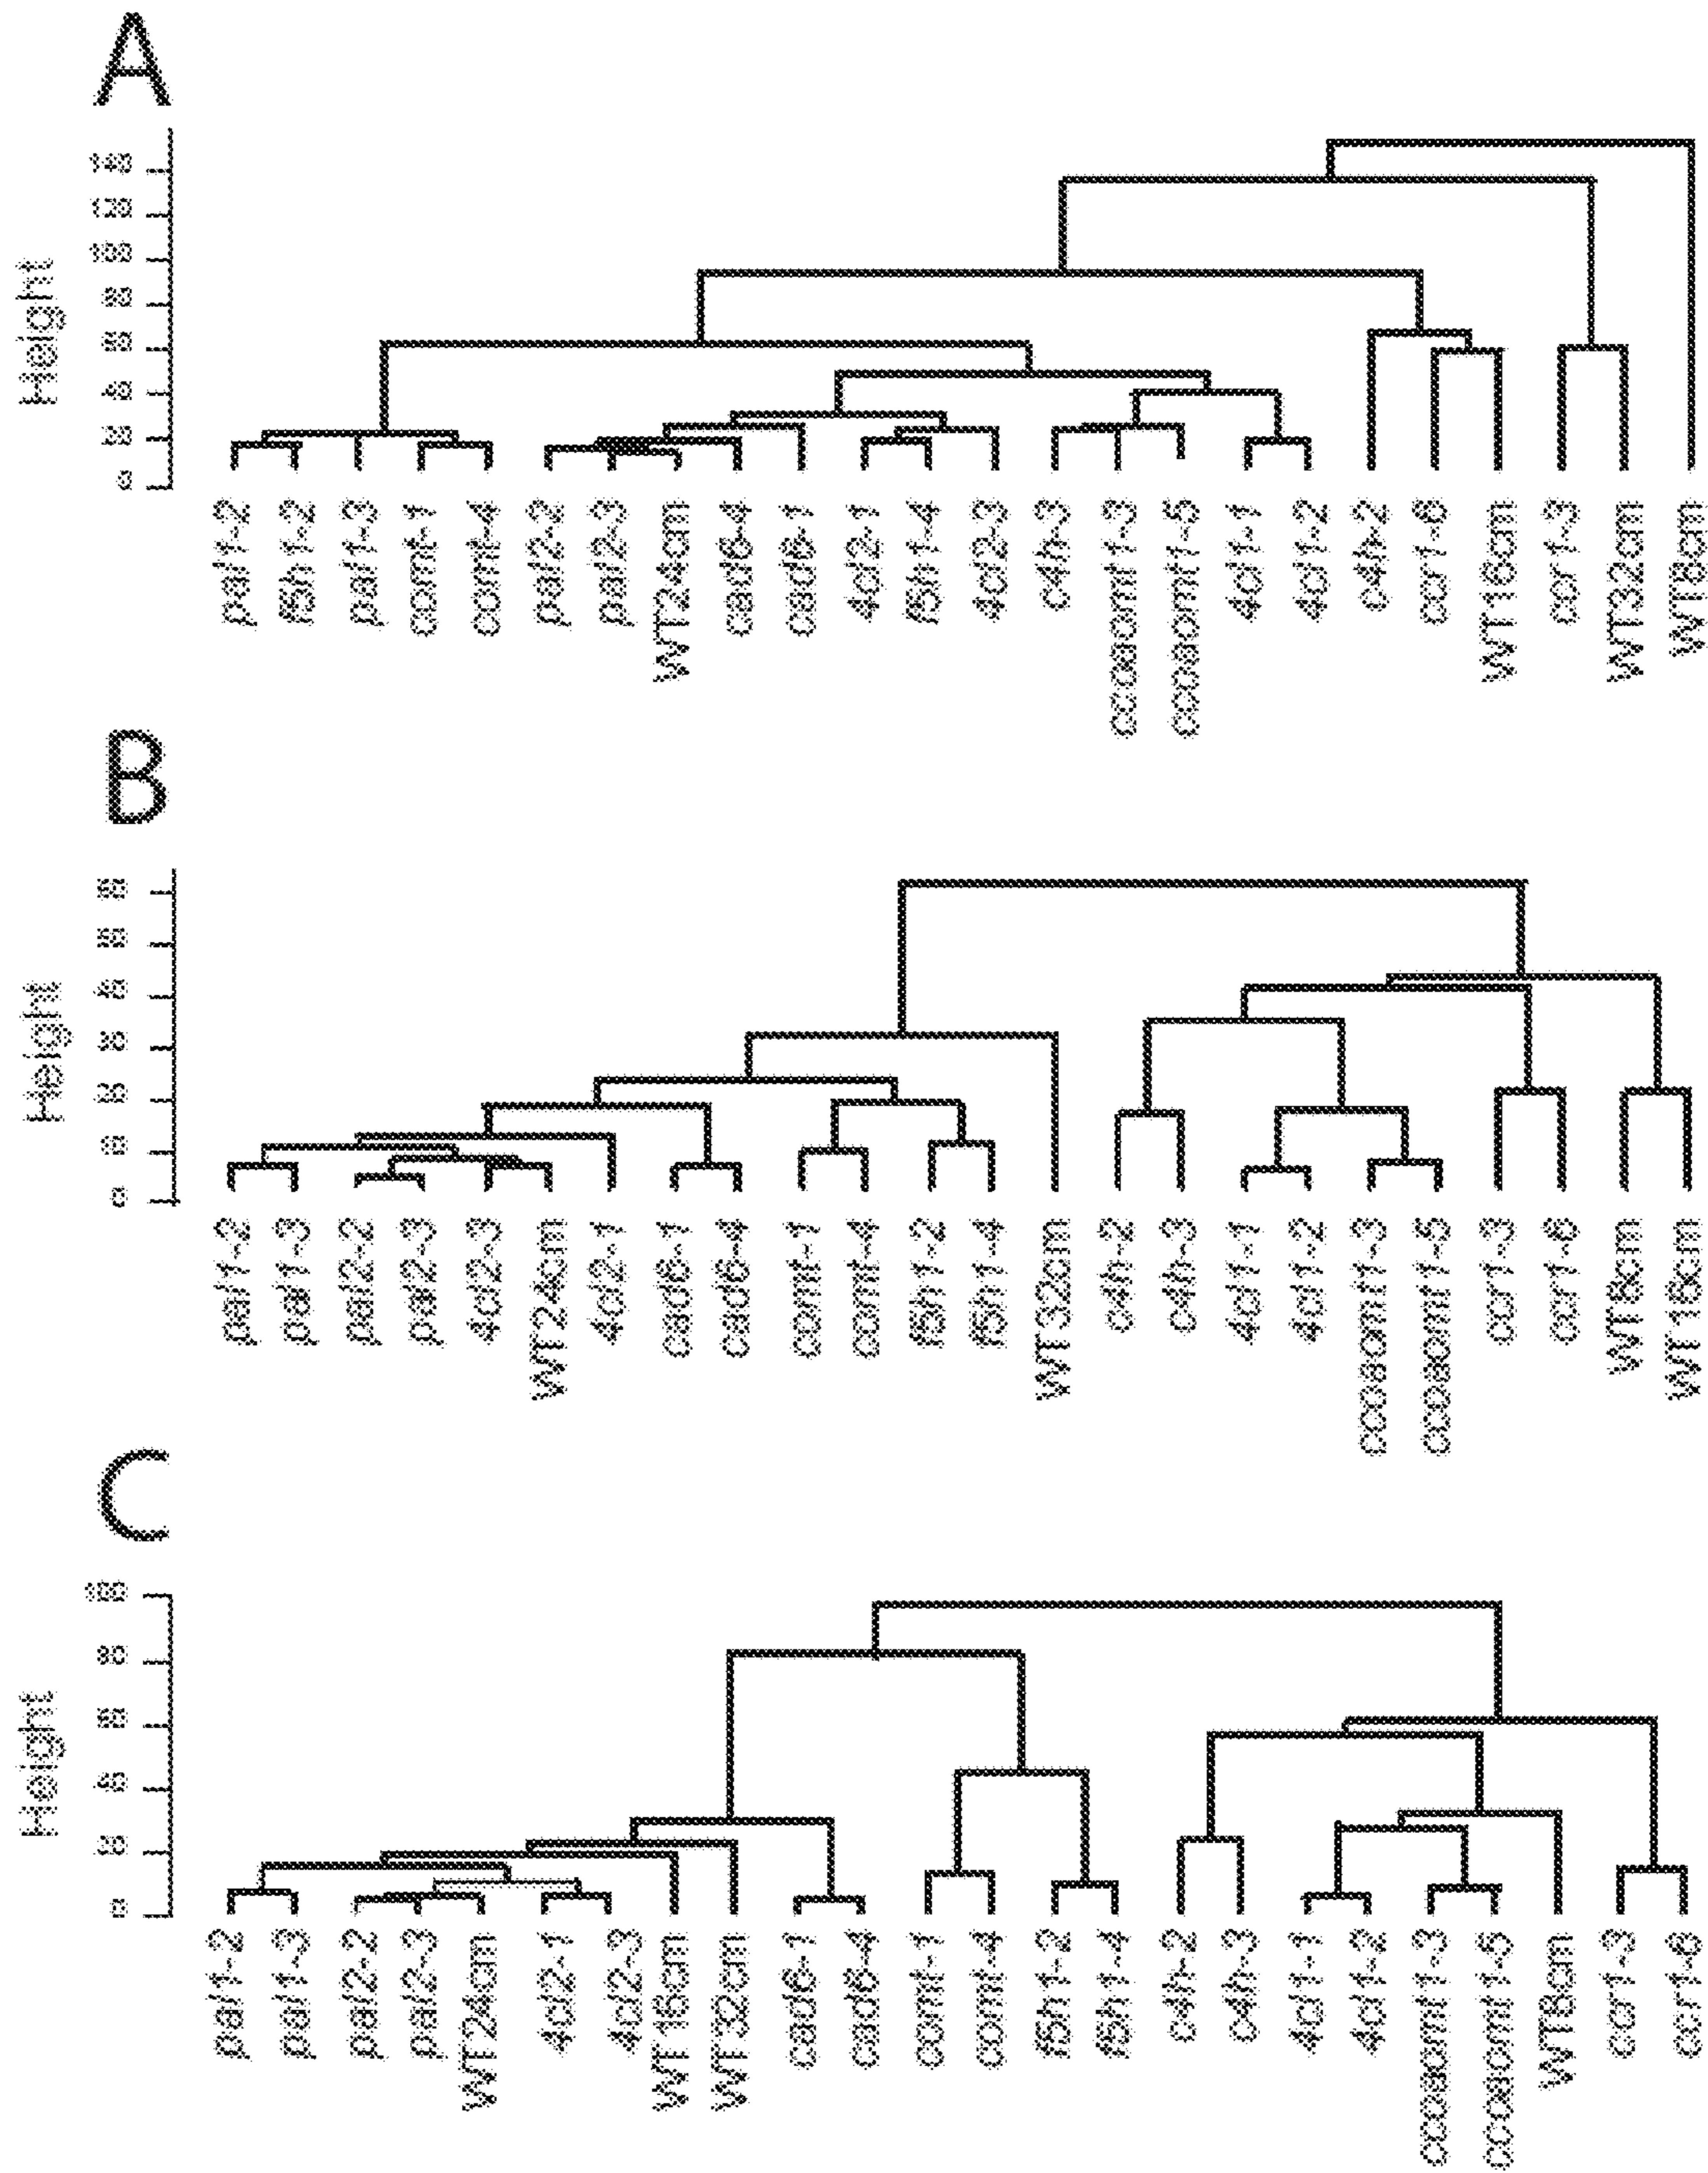 A
Height
140
120
100
80
60
40
20
0
pal1-2
f5h1-2
pal1-3
comt-1
comt-4
pal2-2
pal2-3
WT24cm
cad6-4
cad6-1
4cl2-1
f5h1-4
4cl2-3
c4h-3
ccoaomt1-3
ccoaomt1-5
4cl1-1
4cl1-2
c4h-2
ccr1-6
WT16cm
ccr1-3
WT32cm
WT8cm
B
Height
60
50
40
30
20
10
0
pal1-2
pal1-3
pal2-2
pal2-3
4cl2-3
WT24cm
4cl2-1
cad6-1
cad6-4
comt-1
comt-4
f5h1-2
f5h1-4
WT32cm
c4h-2
c4h-3
4cl1-1
4cl1-2
ccoaomt1-3
ccoaomt1-5
ccr1-3
ccr1-6
WT8cm
WT16cm
C
Height
100
80
60
40
20
0
pal1-2
pal1-3
pal2-2
pal2-3
WT24cm
4cl2-1
4cl2-3
WT16cm
WT32cm
cad6-1
cad6-4
comt-1
comt-4
f5h1-2
f5h1-4
c4h-2
c4h-3
4cl1-1
4cl1-2
ccoaomt1-3
ccoaomt1-5
WT8cm
ccr1-3
ccr1-6